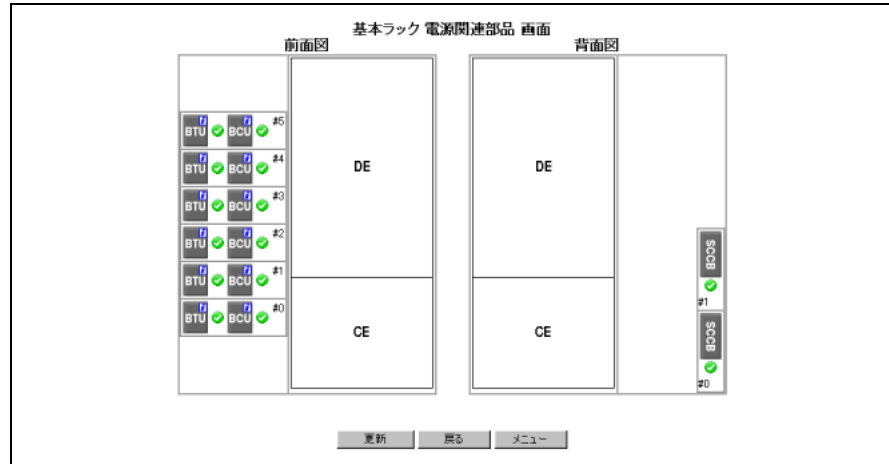 基本ラック 電源関連部品 画面
前面図
背面図
BTU i BCU i #5
BTU i BCU i #4
BTU i BCU i #3
BTU i BCU i #2
BTU i BCU i #1
BTU i BCU i #0
DE
CE
DE
CE
SCCB
#1
SCCB
#0
更新
戻る
メニュー